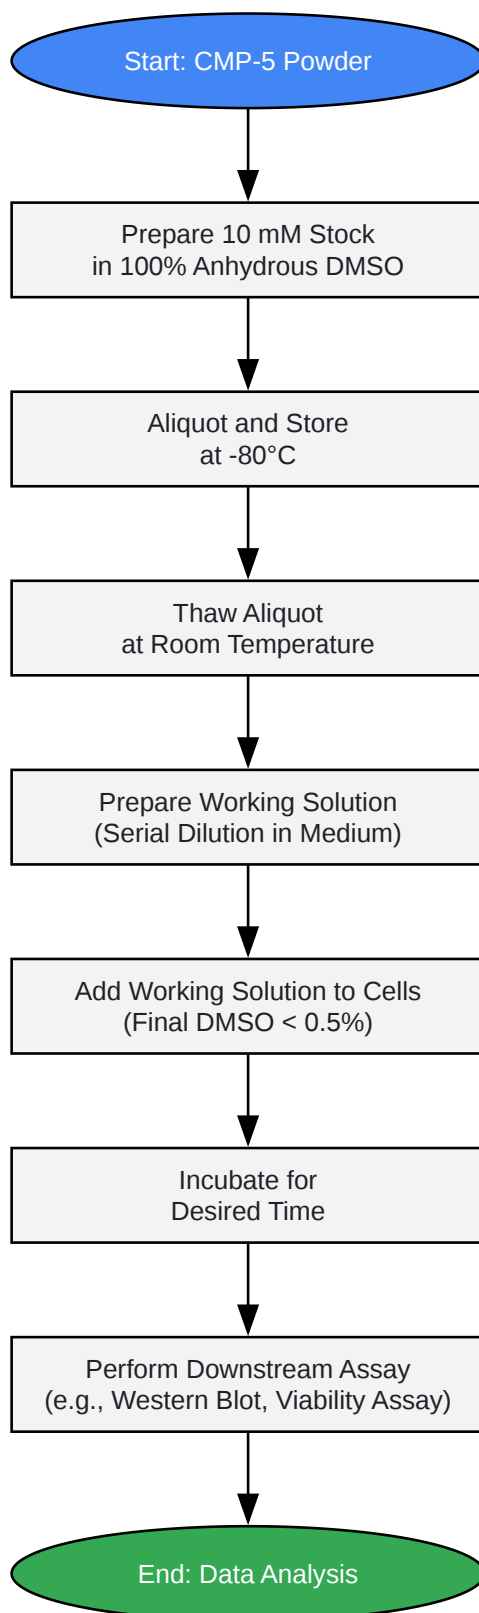 Start: CMP-5 Powder
Prepare 10 mM Stock
in 100% Anhydrous DMSO
Aliquot and Store
at -80°C
Thaw Aliquot
at Room Temperature
Prepare Working Solution
(Serial Dilution in Medium)
Add Working Solution to Cells
(Final DMSO < 0.5%)
Incubate for
Desired Time
Perform Downstream Assay
(e.g., Western Blot, Viability Assay)
End: Data Analysis